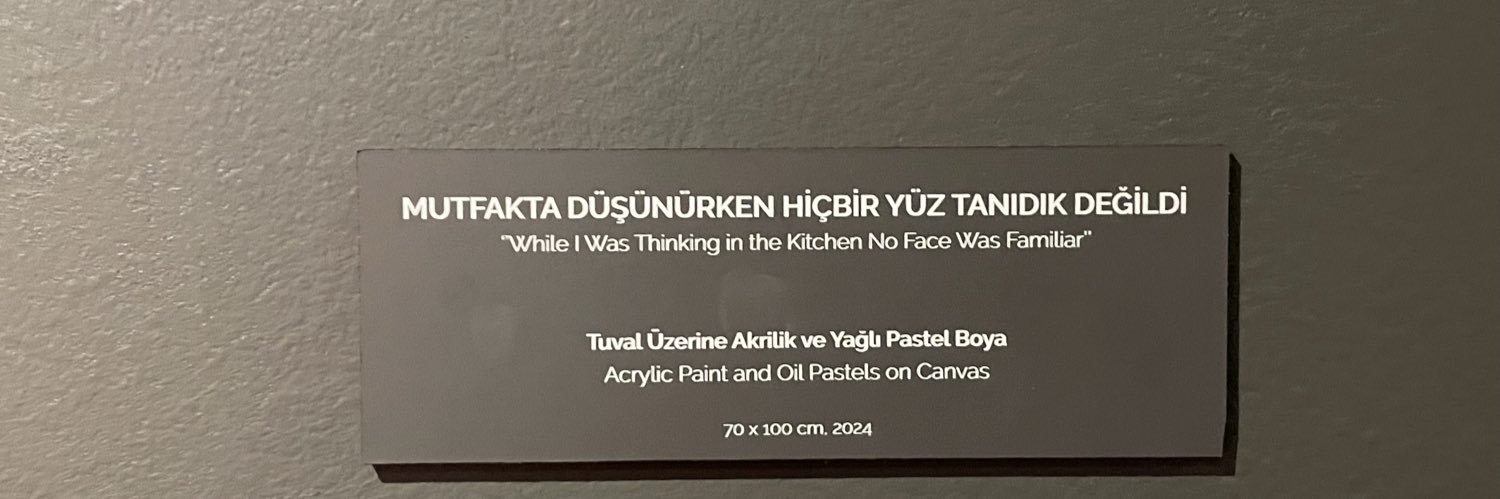 MUTFAKTA DÜŞÜNÜRKEN HİÇBİR YÜZ TANIDIK DEĞİLDİ
"While I Was Thinking in the Kitchen No Face Was Familiar"
Tuval Üzerine Akrilik ve Yağlı Pastel Boya
Acrylic Paint and Oil Pastels on Canvas
70 x 100 cm. 2024